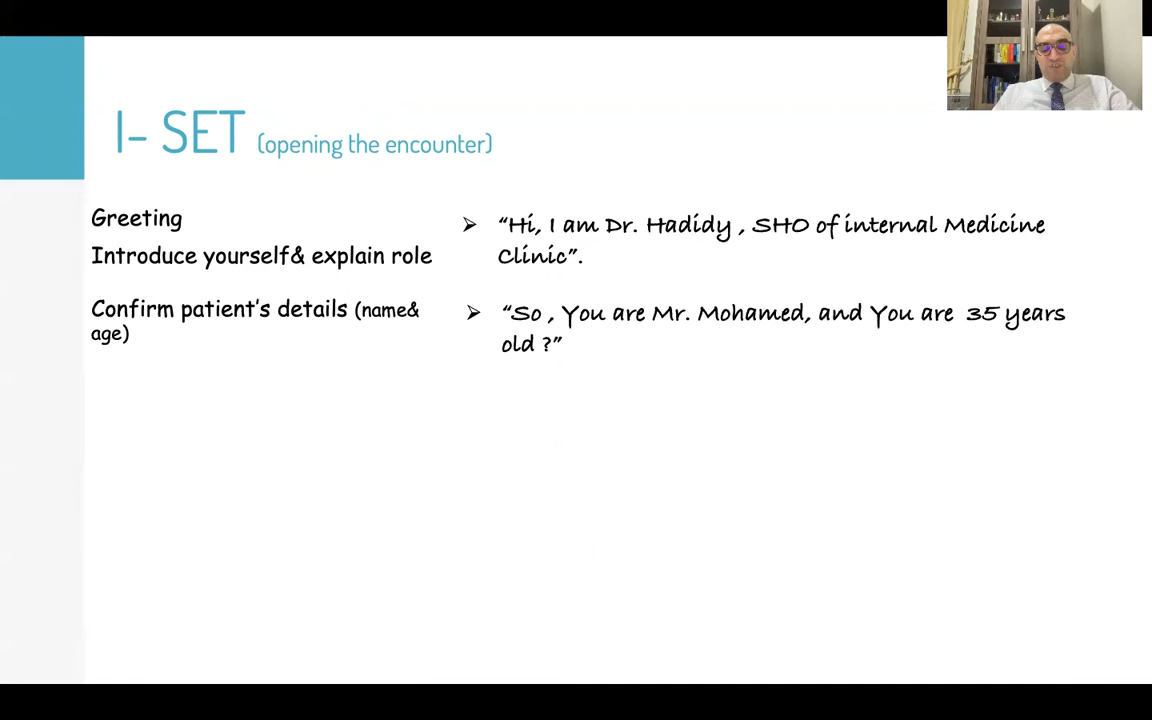 I- SET (opening the encounter)
Greeting
Introduce yourself& explain role
➢ “Hi, I am Dr. Hadidy , SHO of internal Medicine
Clinic”.
Confirm patient’s details (name&
age)
➢ “So , You are Mr. Mohamed, and You are 35 years
old ?”